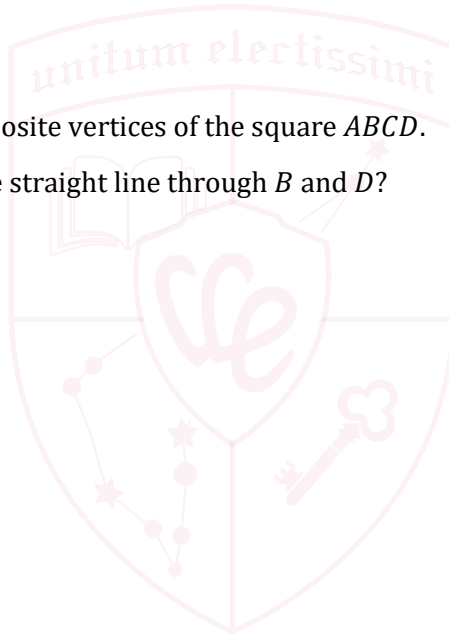 unitum electissimi
osite vertices of the square ABCD.
e straight line through B and D?